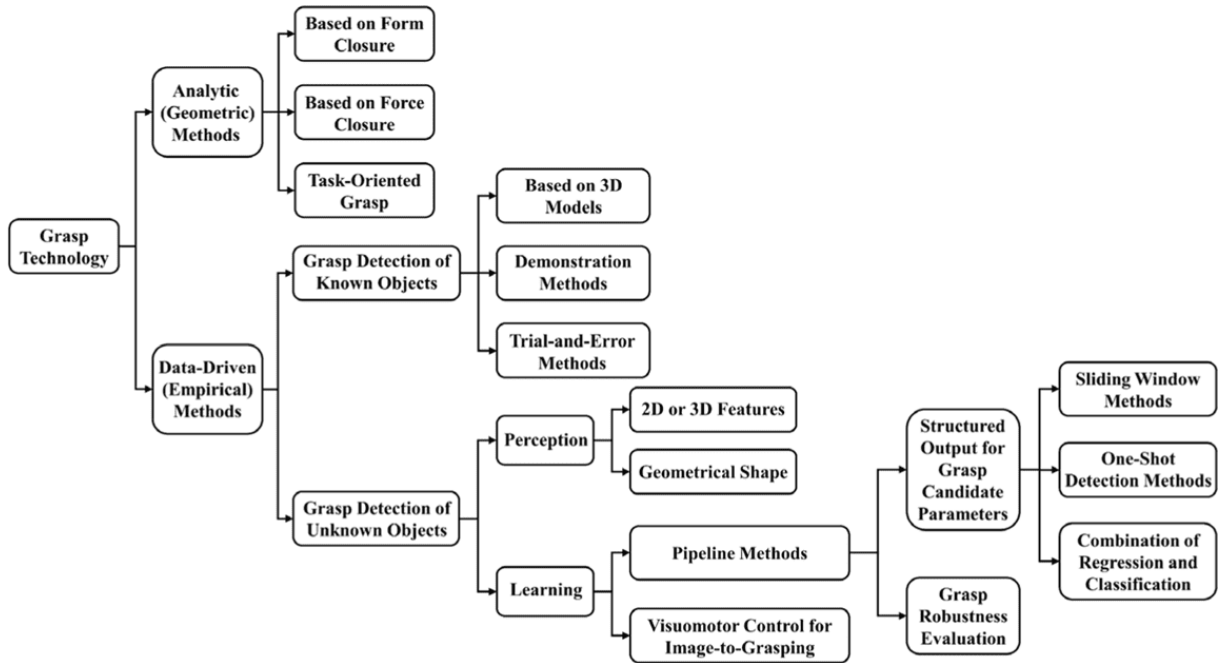 Grasp
Technology
Analytic
(Geometric)
Methods
Based on Form
Closure
Based on Force
Closure
Task-Oriented
Grasp
Data-Driven
(Empirical)
Methods
Grasp Detection of
Known Objects
Based on 3D
Models
Demonstration
Methods
Trial-and-Error
Methods
Grasp Detection of
Unknown Objects
Perception
2D or 3D Features
Geometrical Shape
Learning
Pipeline Methods
Structured
Output for
Grasp
Candidate
Parameters
Sliding Window
Methods
One-Shot
Detection Methods
Combination of
Regression and
Classification
Grasp
Robustness
Evaluation
Visuomotor Control for
Image-to-Grasping